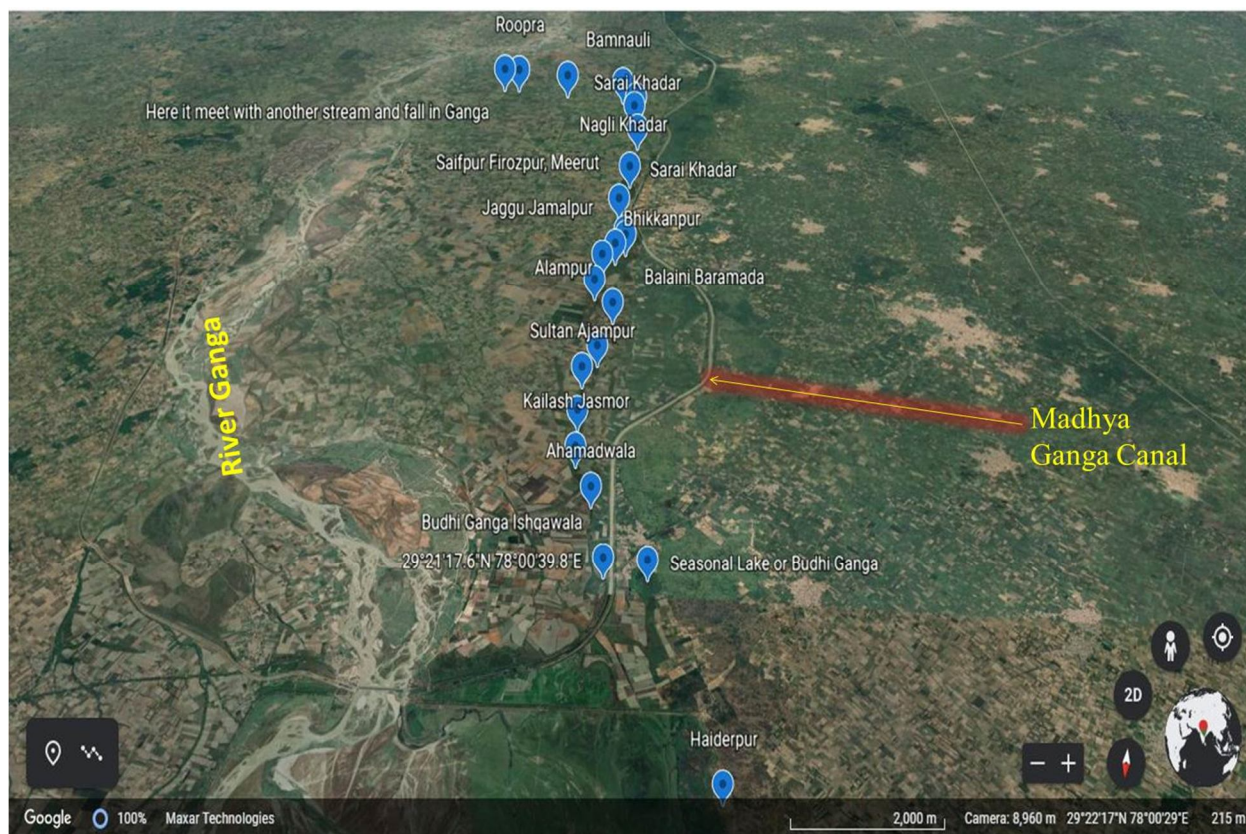 Roopra
Bamnauli
Sarai Khadar
Here it meet with another stream and fall in Ganga
Nagli Khadar
Saifpur Firozpur, Meerut
Sarai Khadar
Jaggu Jamalpur
Bhikkanpur
Alampur
Balaini Baramada
Sultan Ajampur
River Ganga
Kailash Jasmor
Madhya
Ganga Canal
Ahamadwala
Budhi Ganga Ishqawala
29°21'17.6"N 78°00'39.8"E
Seasonal Lake or Budhi Ganga
2D
Haiderpur
Google 100% Maxar Technologies 2,000 m Camera: 8,960 m 29°22'17"N 78°00'29"E 215 m